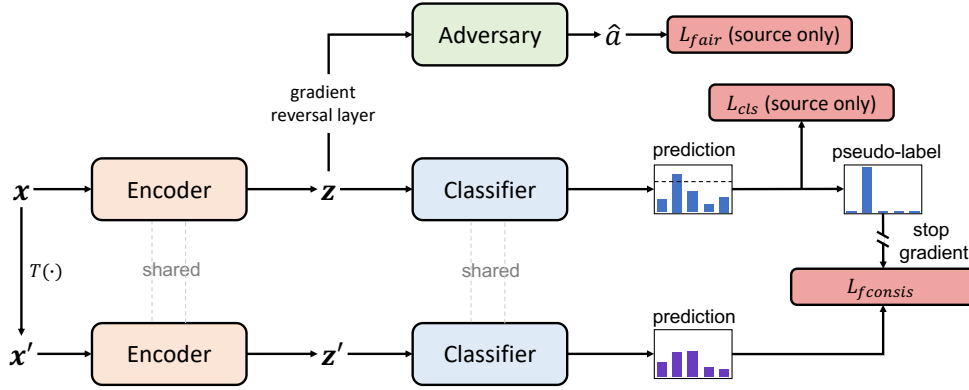 Adversary
â
L_fair (source only)
gradient
reversal layer
L_cls (source only)
prediction
pseudo-label
x
Encoder
z
Classifier
stop
gradient
T(·)
shared
shared
L_fconsis
prediction
x′
Encoder
z′
Classifier